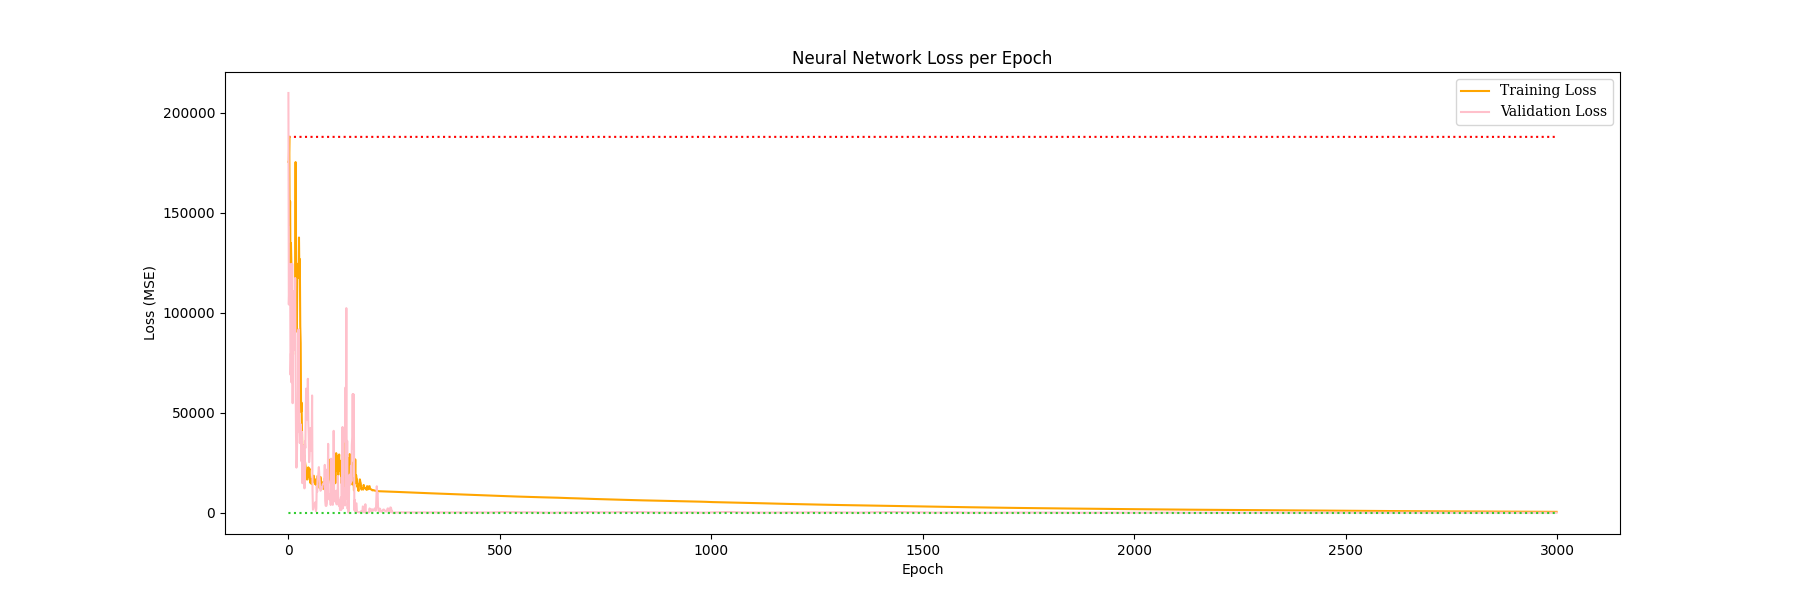 Neural Network Loss per Epoch
Training Loss
Validation Loss
200000
150000
100000
50000
0
Loss (MSE)
0 500 1000 1500 2000 2500 3000
Epoch